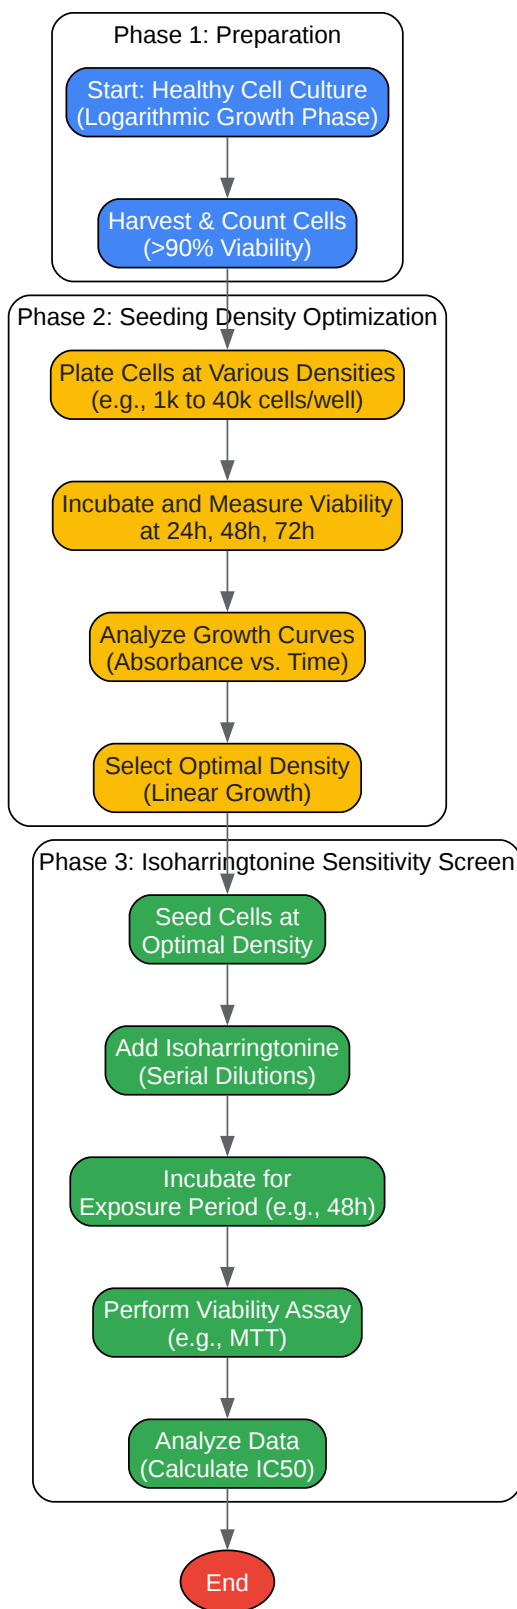 Phase 1: Preparation
Start: Healthy Cell Culture
(Logarithmic Growth Phase)
Harvest & Count Cells
(>90% Viability)
Phase 2: Seeding Density Optimization
Plate Cells at Various Densities
(e.g., 1k to 40k cells/well)
Incubate and Measure Viability
at 24h, 48h, 72h
Analyze Growth Curves
(Absorbance vs. Time)
Select Optimal Density
(Linear Growth)
Phase 3: Isoharringtonine Sensitivity Screen
Seed Cells at
Optimal Density
Add Isoharringtonine
(Serial Dilutions)
Incubate for
Exposure Period (e.g., 48h)
Perform Viability Assay
(e.g., MTT)
Analyze Data
(Calculate IC50)
End